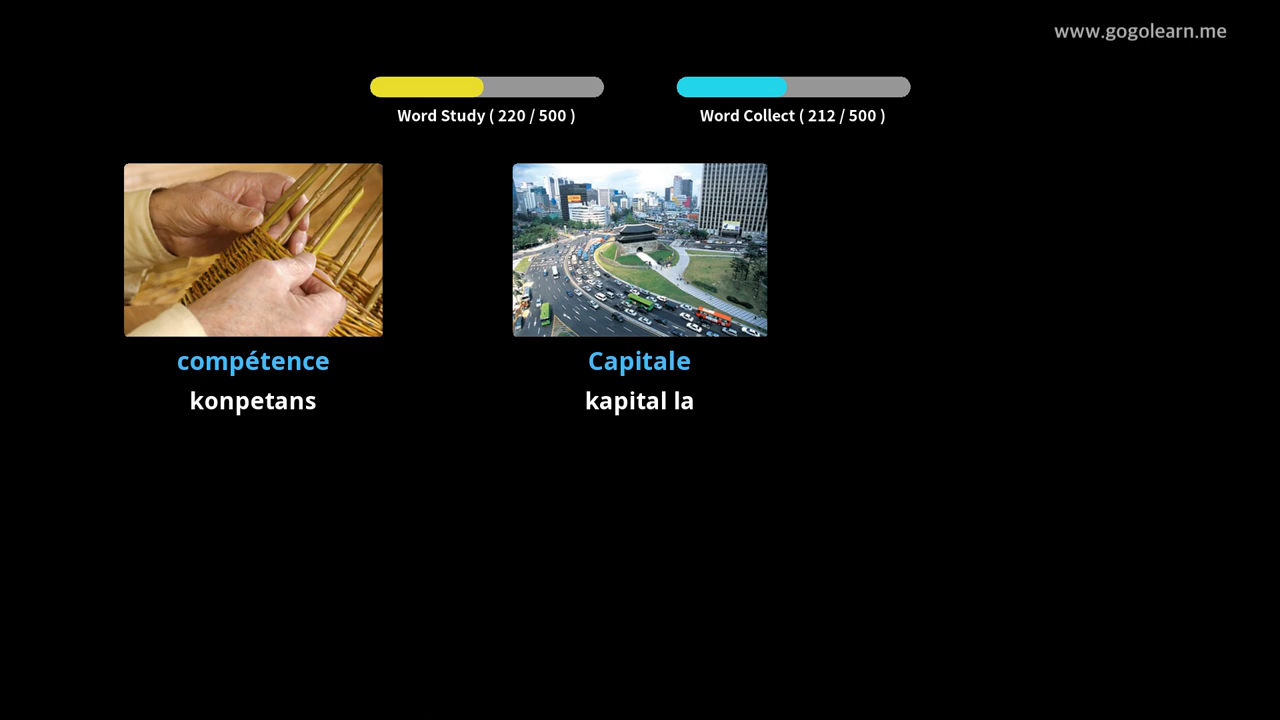 www.gogolearn.me
Word Study ( 220 / 500 )
Word Collect ( 212 / 500 )
compétence
konpetans
Capitale
kapital la